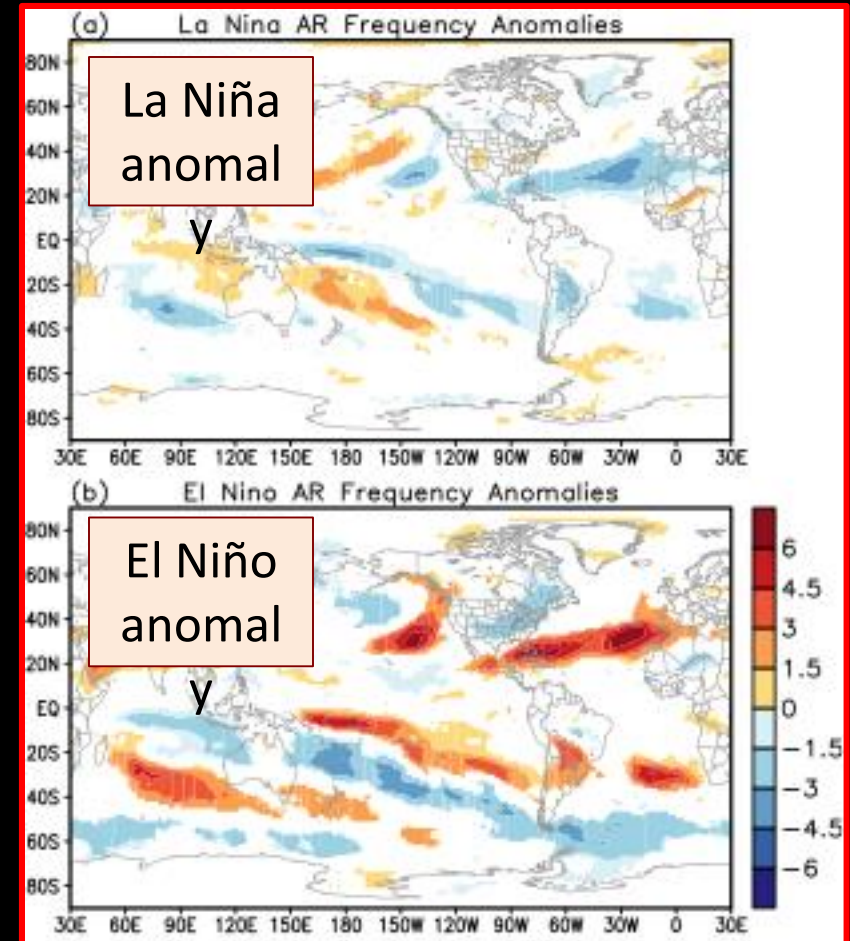 (a) La Nina AR Frequency Anomalies
80N
La Niña
60N
anomal
40N
20N
y
EQ
20S
40S
60S
80S
30E 60E 90E 120E 150E 180 150W 120W 90W 60W 30W 0 30E
(b) El Nino AR Frequency Anomalies
80N
El Niño
60N
anomal
40N
20N
y
EQ
20S
40S
60S
80S
30E 60E 90E 120E 150E 180 150W 120W 90W 60W 30W 0 30E
6
4.5
3
1.5
0
-1.5
-3
-4.5
-6